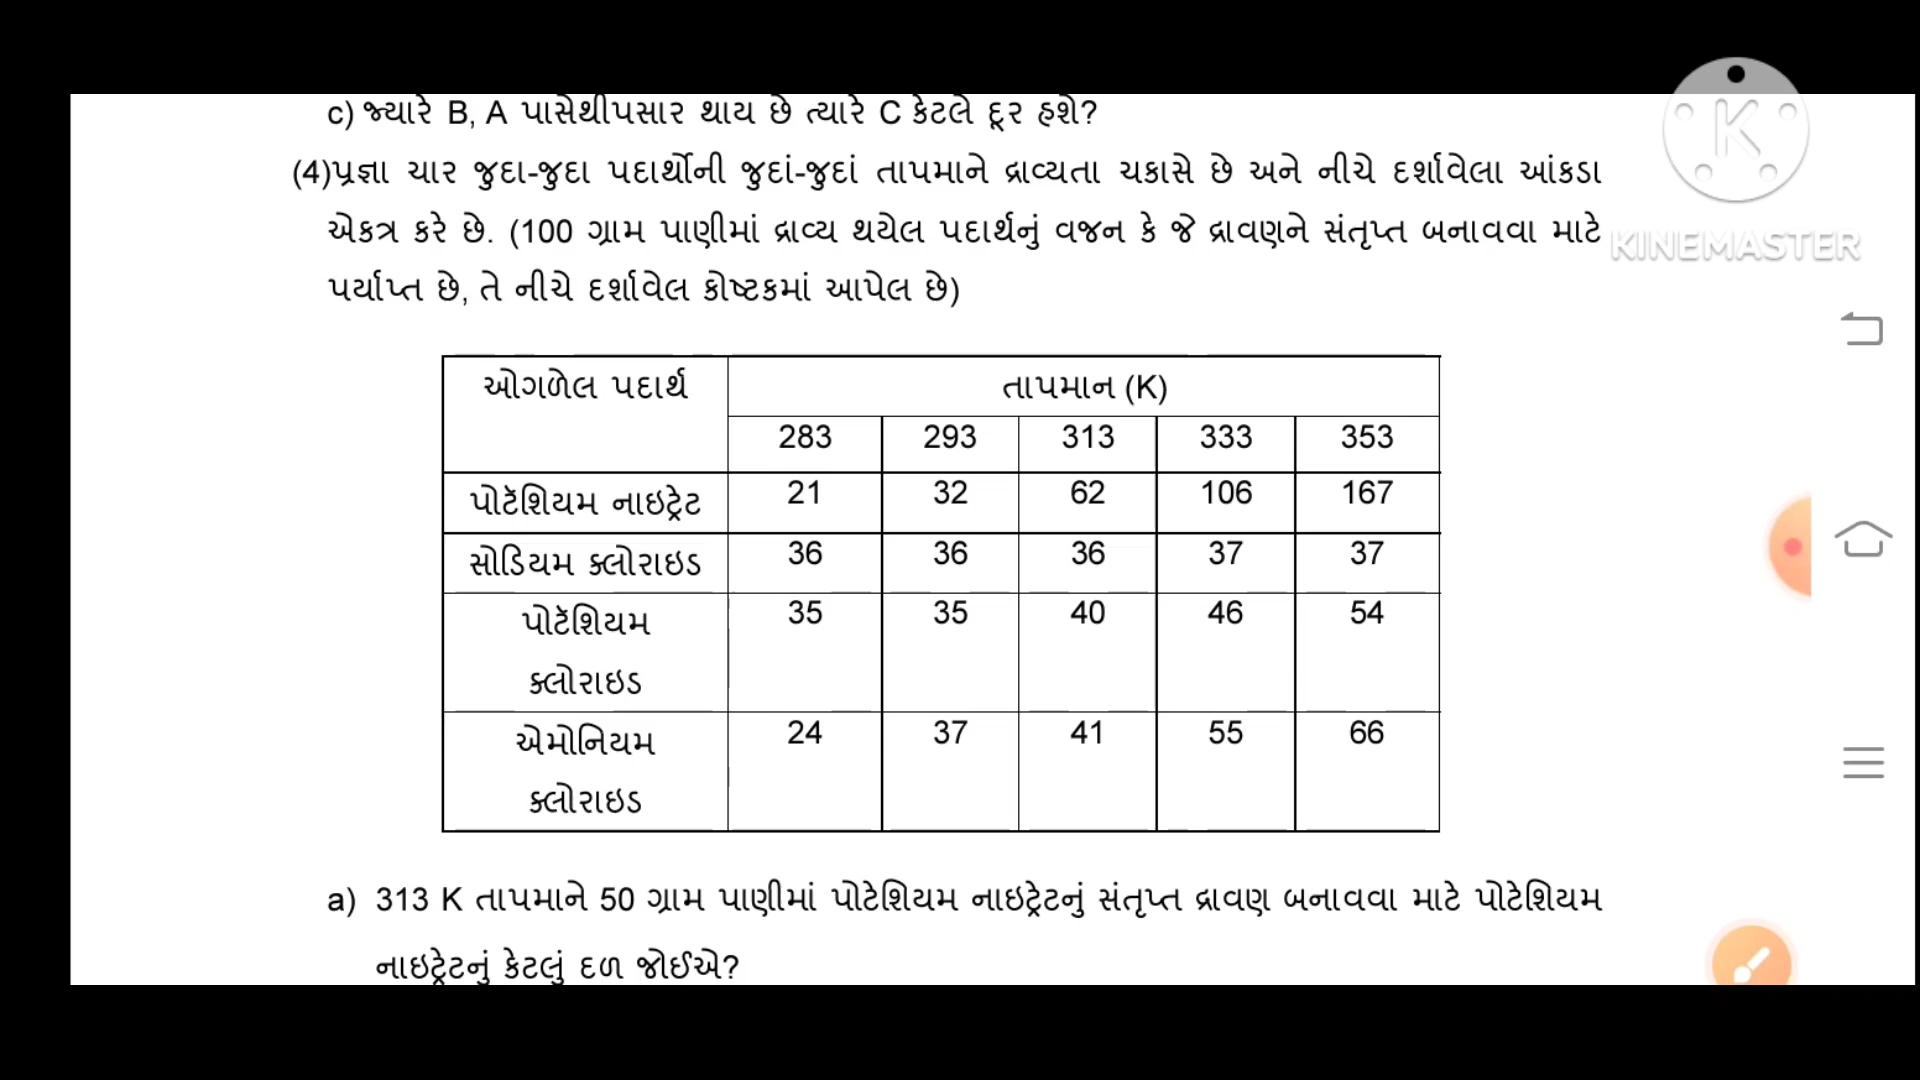 c) જ્યારે B, A પાસેથીપસાર થાય છે ત્યારે C કેટલે દૂર હશે?
(4)પ્રજ્ઞા ચાર જુદા-જુદા પદાર્થોની જુદાં-જુદાં તાપમાને દ્રાવ્યતા ચકાસે છે અને નીચે દર્શાવેલા આંકડા
એકત્ર કરે છે. (100 ગ્રામ પાણીમાં દ્રાવ્ય થયેલ પદાર્થનું વજન કે જે દ્રાવણને સંતૃપ્ત બનાવવા માટે
પર્યાપ્ત છે, તે નીચે દર્શાવેલ કોષ્ટકમાં આપેલ છે)
K
KINEMASTER
ઓગળેલ પદાર્થ તાપમાન (K)
283 293 313 333 353
પોટૅશિયમ નાઇટ્રેટ 21 32 62 106 167
સોડિયમ ક્લોરાઇડ 36 36 36 37 37
પોટૅશિયમ 35 35 40 46 54
ક્લોરાઇડ
એમોનિયમ 24 37 41 55 66
ક્લોરાઇડ
a) 313 K તાપમાને 50 ગ્રામ પાણીમાં પોટેશિયમ નાઇટ્રેટનું સંતૃપ્ત દ્રાવણ બનાવવા માટે પોટેશિયમ
નાઇટ્રેટનું કેટલું દળ જોઈએ?